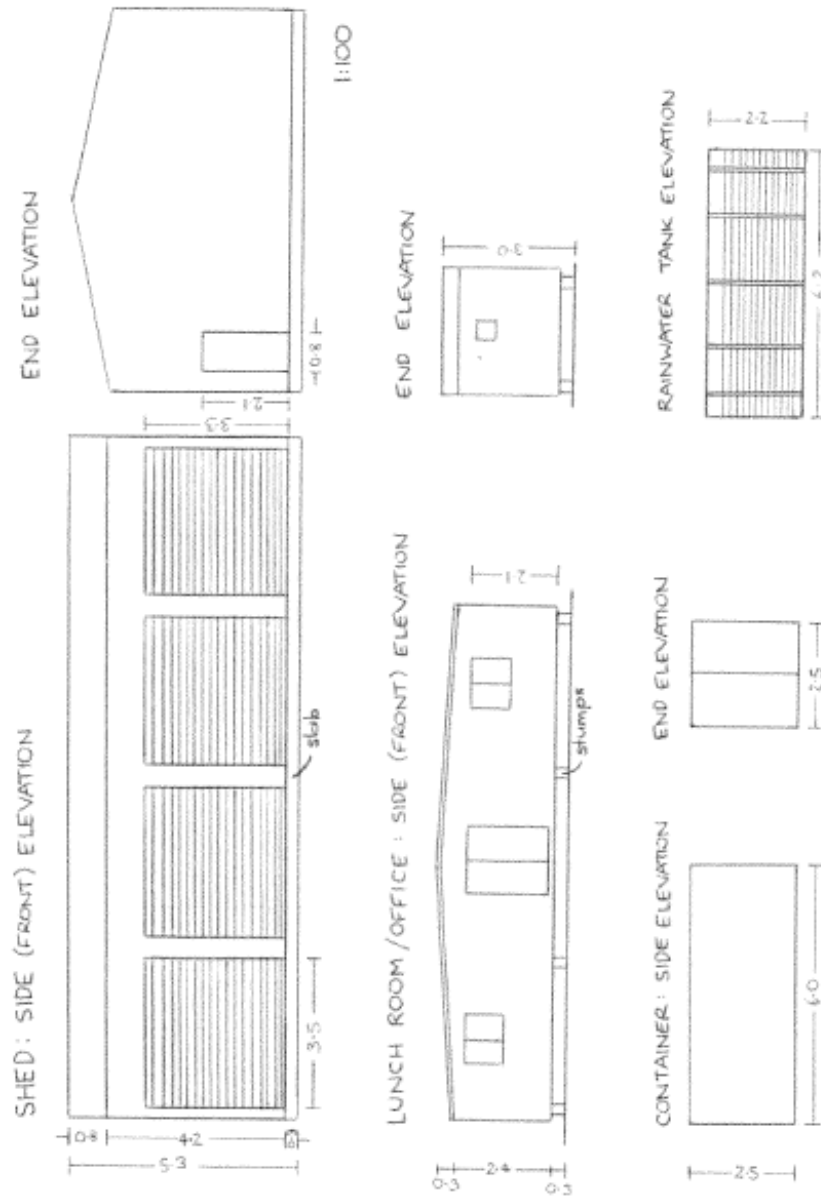 SHED: SIDE (FRONT) ELEVATION
END ELEVATION
0.8
4.2
5.3
3.5
slab
3.3
2.1
0.8
1:100
LUNCH ROOM/OFFICE : SIDE (FRONT) ELEVATION
END ELEVATION
0.3
2.4
0.3
stumps
2.1
3.0
CONTAINER: SIDE ELEVATION
END ELEVATION
RAINWATER TANK ELEVATION
2.5
6.0
2.5
2.2
6.2